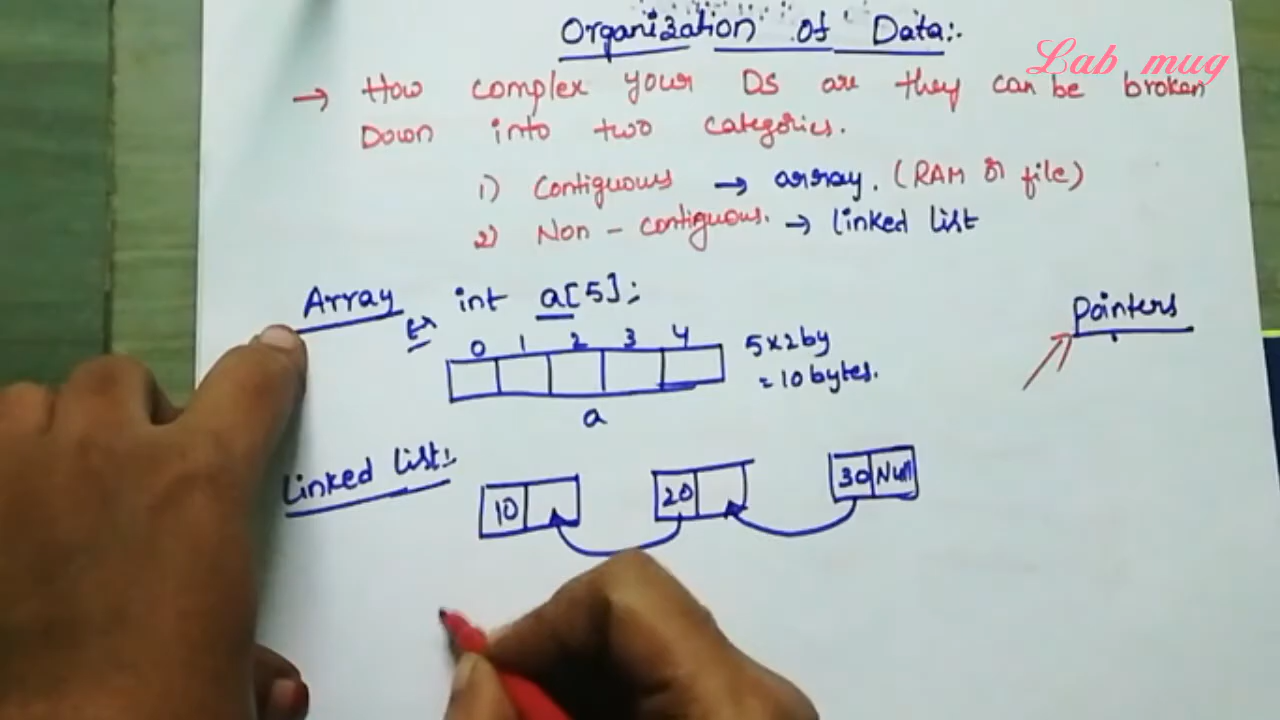 Organization of Data:.
Lab mug
→ How complex your DS are they can be broken
Down into two categories.
1) Contiguous → array. (RAM or file)
2) Non - contiguous. → linked list
Array int a[5];
Pointers
0 1 2 3 4
5×2by
= 10 bytes.
a
Linked list:
10 20 30 Null